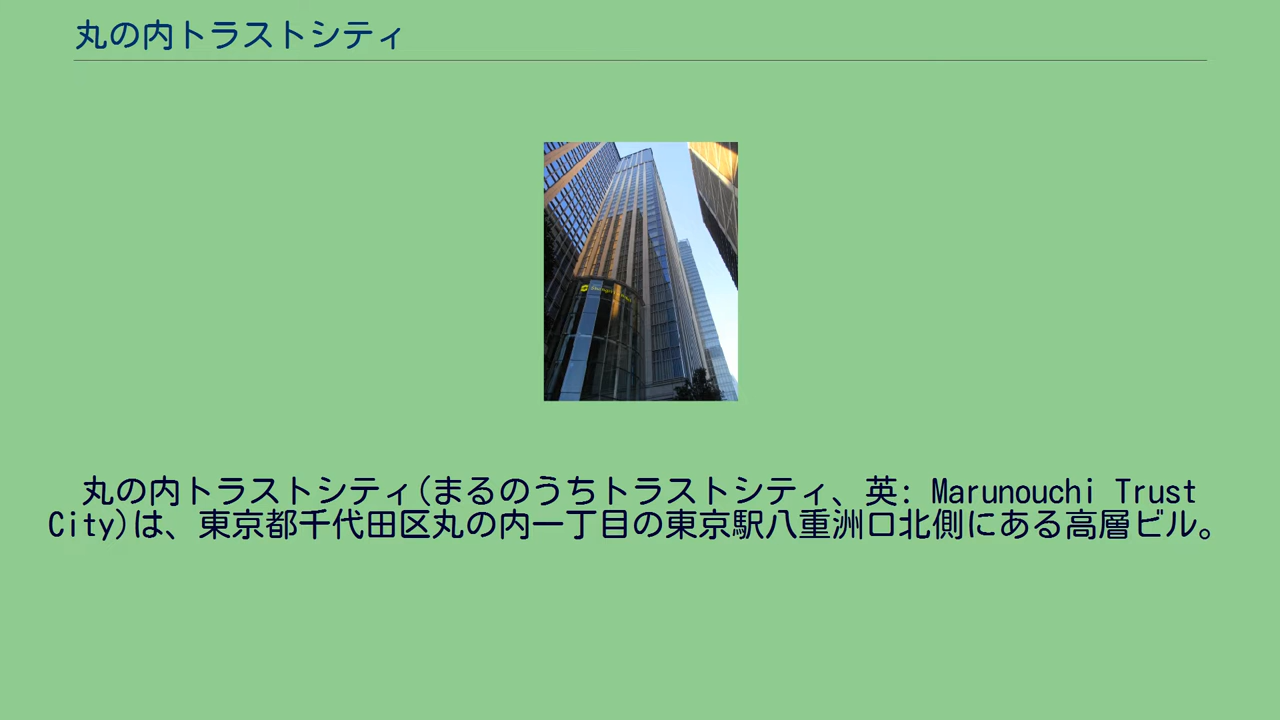 丸の内トラストシティ
丸の内トラストシティ(まるのうちトラストシティ、英: Marunouchi Trust
City)は、東京都千代田区丸の内一丁目の東京駅八重洲口北側にある高層ビル。